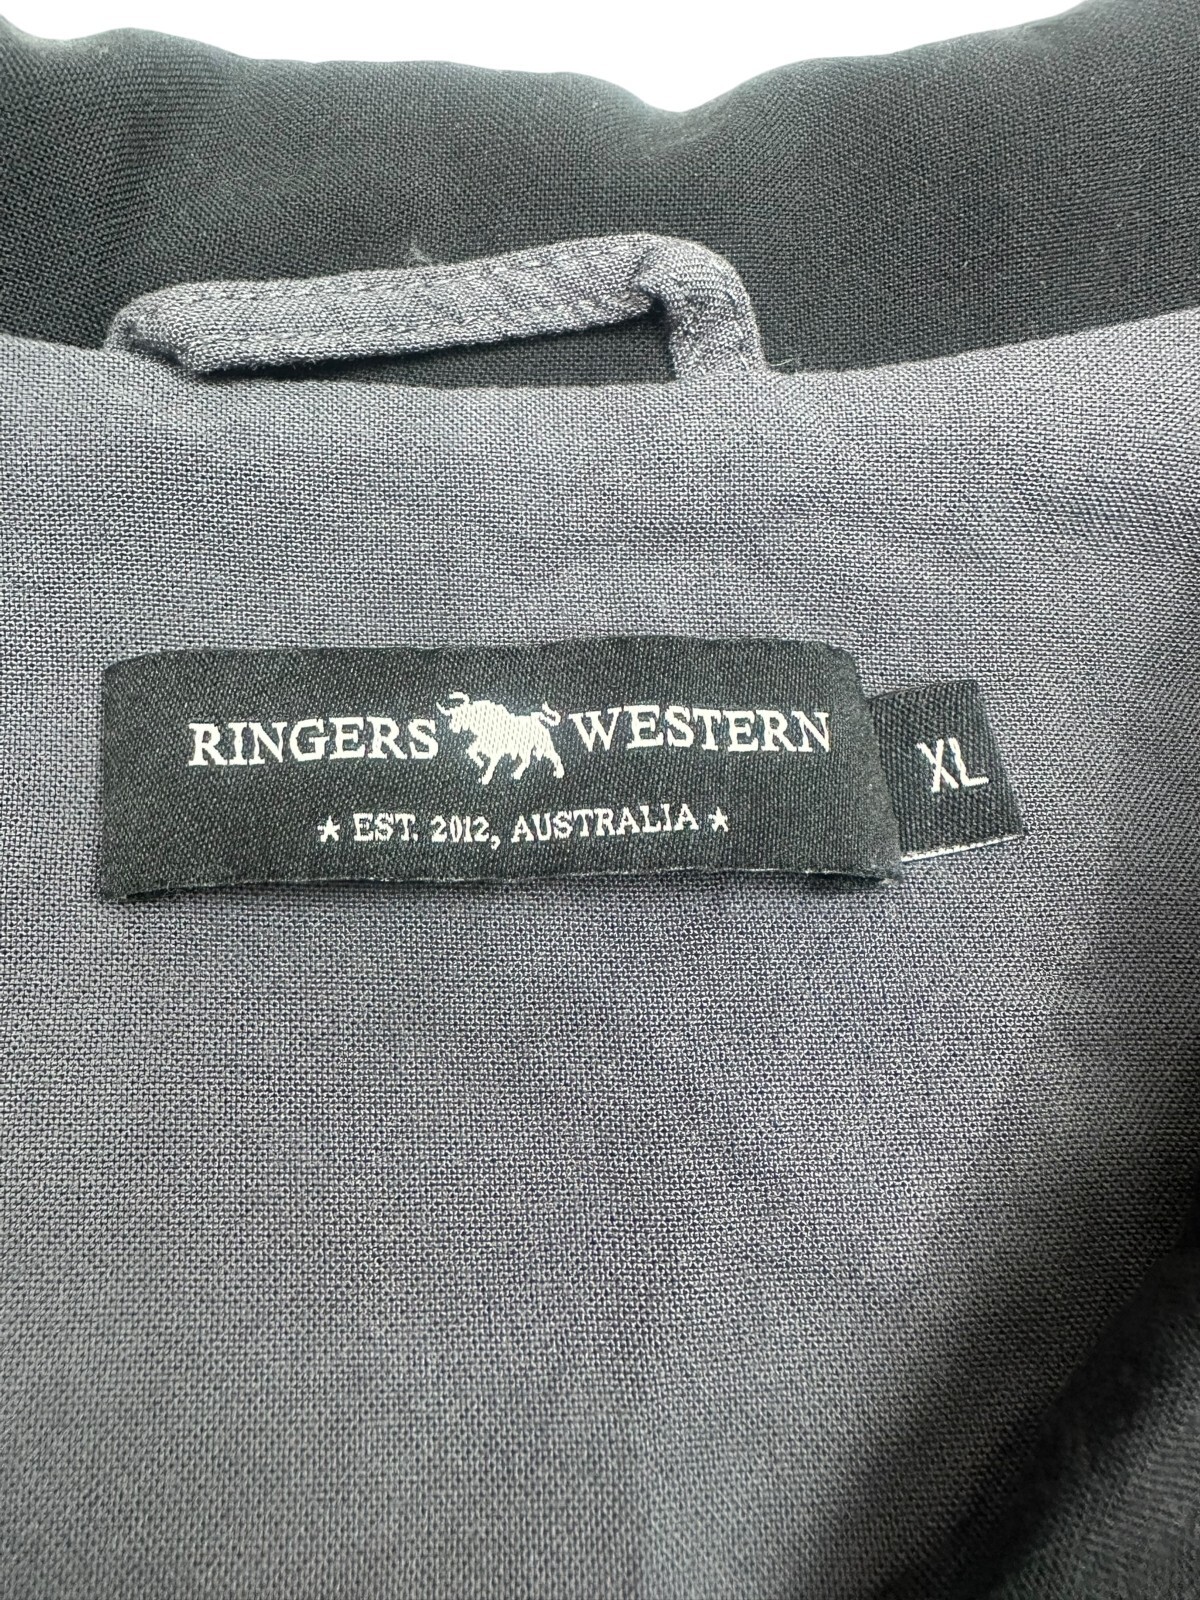 RINGERS WESTERN
★ EST. 2012, AUSTRALIA ★
XL